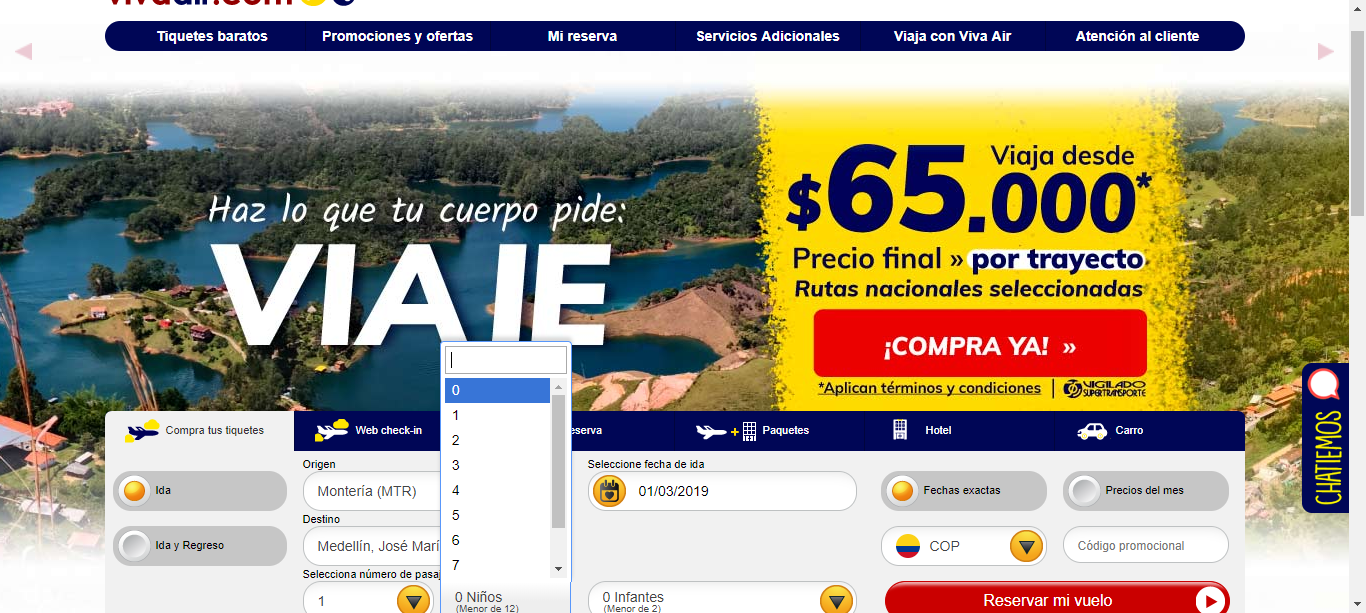 vivaair.com
Tiquetes baratos
Promociones y ofertas
Mi reserva
Servicios Adicionales
Viaja con Viva Air
Atención al cliente
Haz lo que tu cuerpo pide:
VIAJE
Viaja desde
$65.000*
Precio final » por trayecto
Rutas nacionales seleccionadas
¡COMPRA YA! »
*Aplican términos y condiciones | VIGILADO
SUPERTRANSPORTE
CHATIEMOS
Compra tus tiquetes
Web check-in
eserva
Paquetes
Hotel
Carro
Ida
Ida y Regreso
Origen
Montería (MTR)
Destino
Medellín, José Marí
Selecciona número de pasaj
1
0
1
2
3
4
5
6
7
0 Niños
(Menor de 12)
Seleccione fecha de ida
01/03/2019
0 Infantes
(Menor de 2)
Fechas exactas
Precios del mes
COP
Código promocional
Reservar mi vuelo